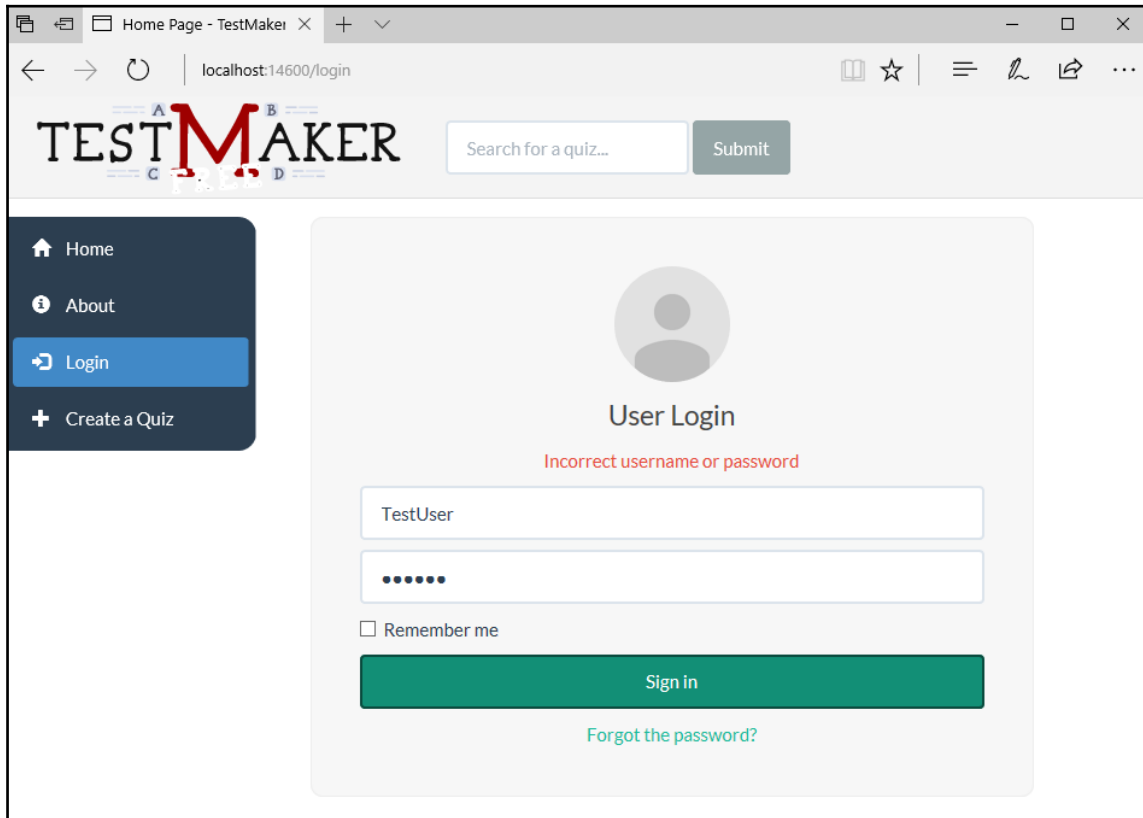 Home Page - TestMaker
localhost:14600/login
A B
TESTMAKER
C FREE D
Search for a quiz...
Submit
Home
About
Login
Create a Quiz
User Login
Incorrect username or password
TestUser
••••••
Remember me
Sign in
Forgot the password?